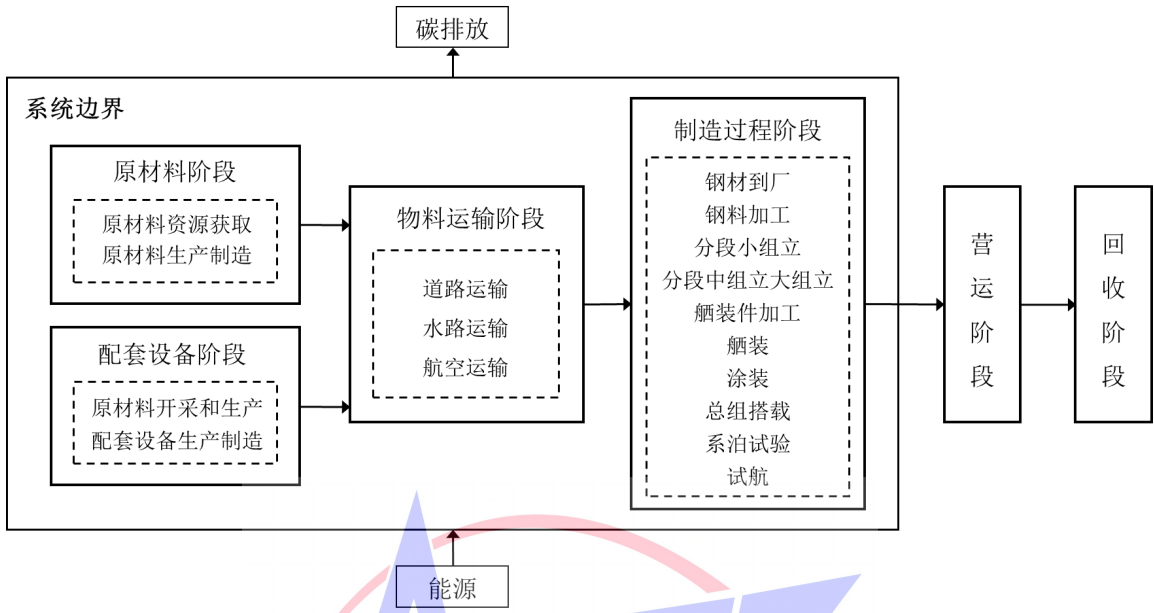 碳排放
系统边界
原材料阶段
原材料资源获取
原材料生产制造
配套设备阶段
原材料开采和生产
配套设备生产制造
物料运输阶段
道路运输
水路运输
航空运输
制造过程阶段
钢材到厂
钢料加工
分段小组立
分段中组立大组立
舾装件加工
舾装
涂装
总组搭载
系泊试验
试航
营运阶段
回收阶段
能源